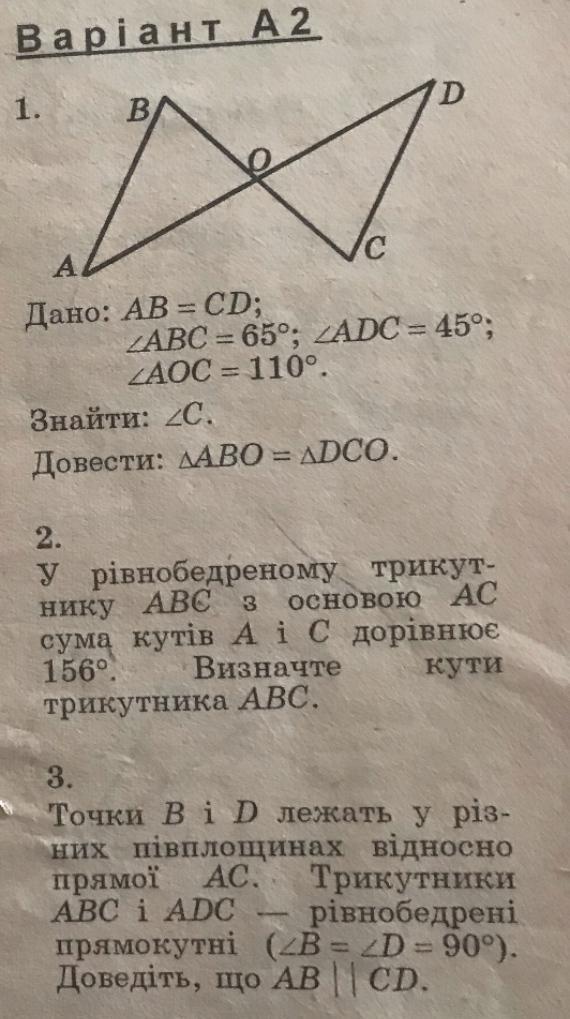 Варіант А2
1.
B
D
O
A
C
Дано: AB = CD;
∠ABC = 65°; ∠ADC = 45°;
∠AOC = 110°.
Знайти: ∠C.
Довести: △ABO = △DCO.
2.
У рівнобедреному трикут-
нику ABC з основою AC
сума кутів A і C дорівнює
156°. Визначте кути
трикутника ABC.
3.
Точки B і D лежать у різ-
них півплощинах відносно
прямої AC. Трикутники
ABC і ADC — рівнобедрені
прямокутні (∠B = ∠D = 90°).
Доведіть, що AB || CD.